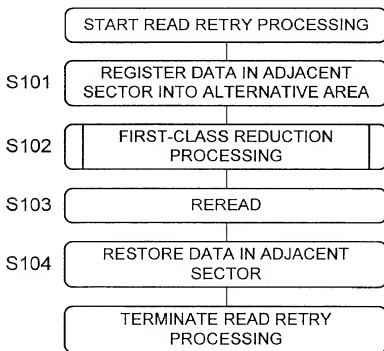 START READ RETRY PROCESSING
S101
REGISTER DATA IN ADJACENT
SECTOR INTO ALTERNATIVE AREA
S102
FIRST-CLASS REDUCTION
PROCESSING
S103
REREAD
S104
RESTORE DATA IN ADJACENT
SECTOR
TERMINATE READ RETRY
PROCESSING